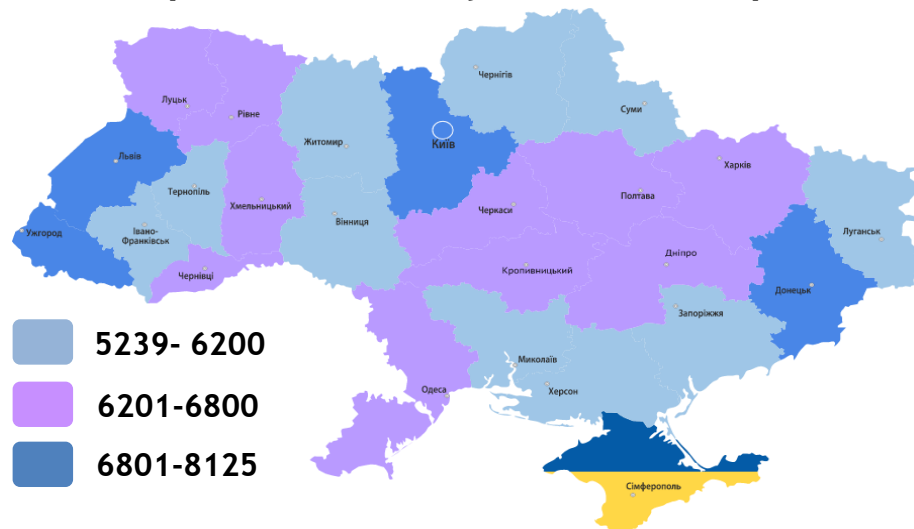 Чернігів
Луцьк
Рівне
Суми
Житомир
Київ
Львів
Харків
Тернопіль
Полтава
Хмельницький
Черкаси
Вінниця
Ужгород
Івано-
Франківськ
Луганськ
Чернівці
Кропивницький
Дніпро
Донецьк
Запоріжжя
5239- 6200
Миколаїв
Одеса
Херсон
6201-6800
6801-8125
Сімферополь